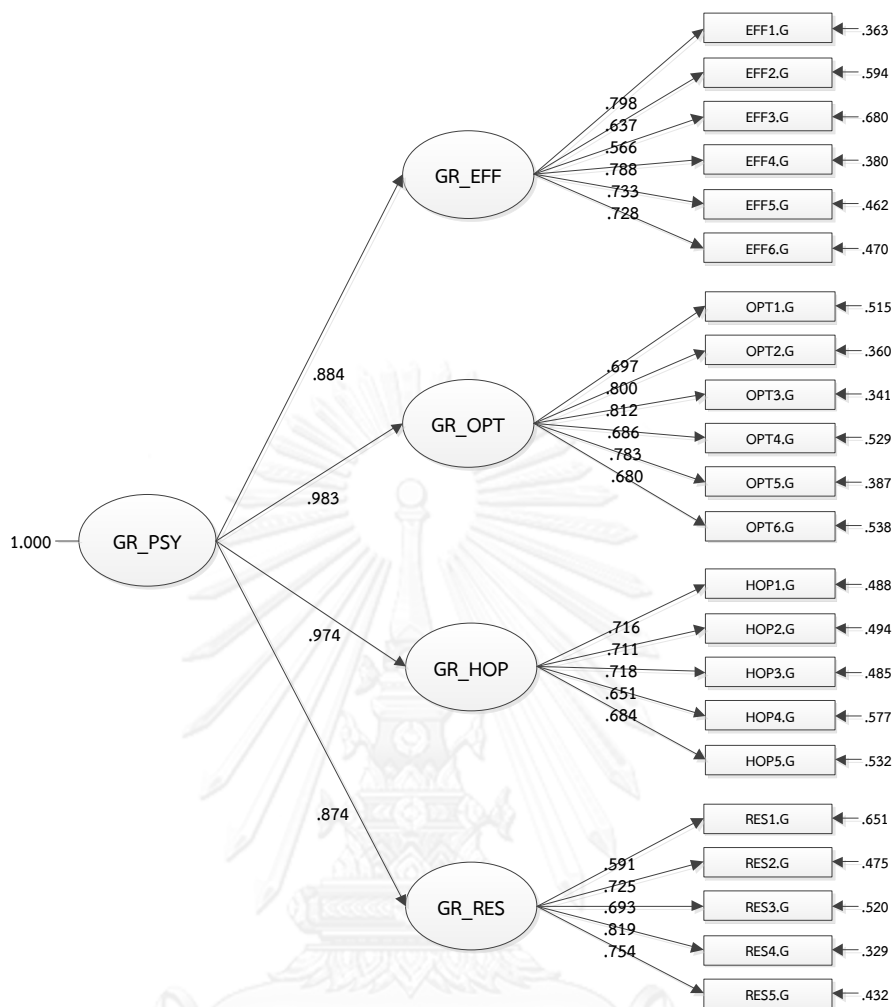 EFF1.G
.363
EFF2.G
.594
EFF3.G
.680
EFF4.G
.380
EFF5.G
.462
EFF6.G
.470
.798
.637
.566
.788
.733
.728
GR_EFF
OPT1.G
.515
OPT2.G
.360
OPT3.G
.341
OPT4.G
.529
OPT5.G
.387
OPT6.G
.538
.697
.800
.812
.686
.783
.680
GR_OPT
.884
.983
1.000
GR_PSY
.974
.874
HOP1.G
.488
HOP2.G
.494
HOP3.G
.485
HOP4.G
.577
HOP5.G
.532
.716
.711
.718
.651
.684
GR_HOP
RES1.G
.651
RES2.G
.475
RES3.G
.520
RES4.G
.329
RES5.G
.432
.591
.725
.693
.819
.754
GR_RES